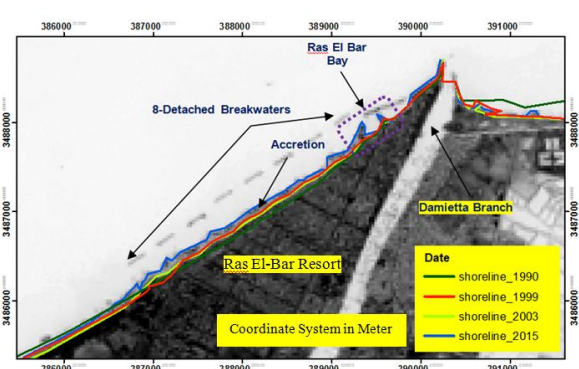 386000 387000 388000 389000 390000 391000
Ras El Bar
Bay
8-Detached Breakwaters
Accretion
3488000
3488000
3487000
3487000
Damietta Branch
Ras El-Bar Resort
3486000
3486000
Coordinate System in Meter
Date
shoreline_1990
shoreline_1999
shoreline_2003
shoreline_2015
386000 387000 388000 389000 390000 391000